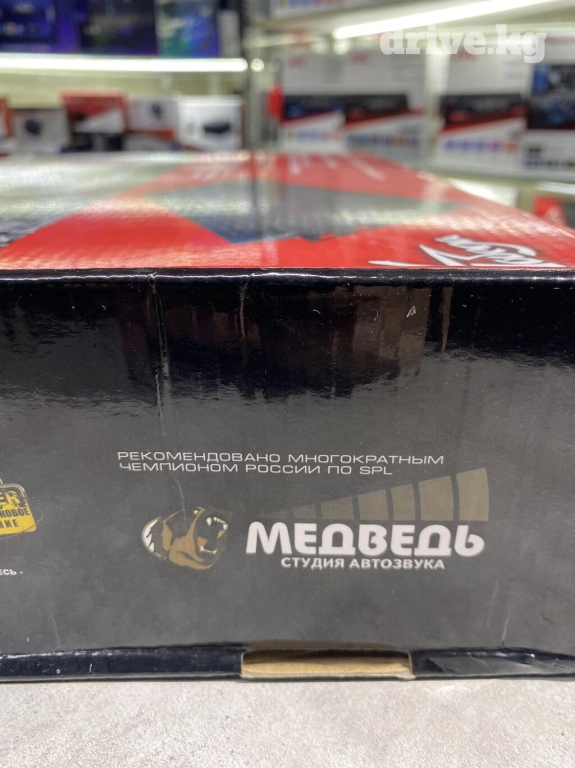 drive.kg
РЕКОМЕНДОВАНО МНОГОКРАТНЫМ
ЧЕМПИОНОМ РОССИИ ПО SPL
МЕДВЕДЬ
СТУДИЯ АВТОЗВУКА